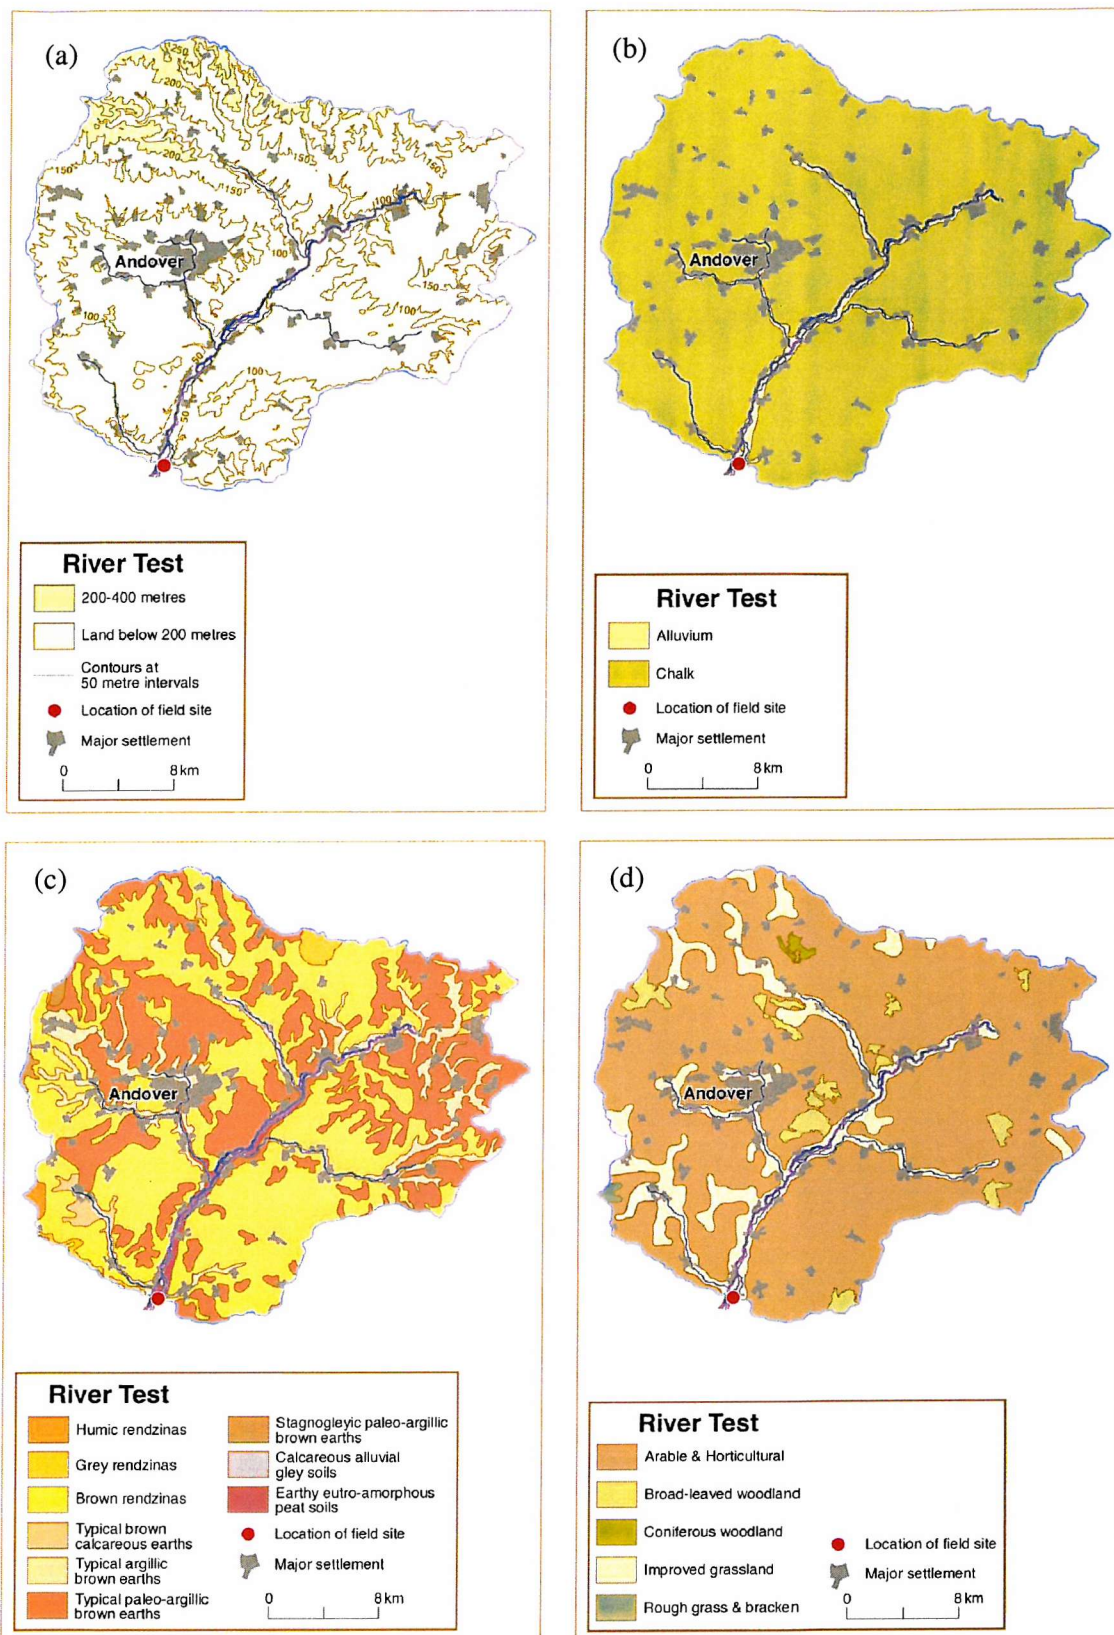 (a)
250
200
200
150
150
150
150
150
100
Andover
100
150
100
100
50
100
50
River Test
200-400 metres
Land below 200 metres
Contours at
50 metre intervals
Location of field site
Major settlement
0 8 km
(b)
Andover
River Test
Alluvium
Chalk
Location of field site
Major settlement
0 8 km
(c)
Andover
River Test
Humic rendzinas
Grey rendzinas
Brown rendzinas
Typical brown
calcareous earths
Typical argillic
brown earths
Typical paleo-argillic
brown earths
Stagnogleyic paleo-argillic
brown earths
Calcareous alluvial
gley soils
Earthy eutro-amorphous
peat soils
Location of field site
Major settlement
0 8 km
(d)
Andover
River Test
Arable & Horticultural
Broad-leaved woodland
Coniferous woodland
Improved grassland
Rough grass & bracken
Location of field site
Major settlement
0 8 km